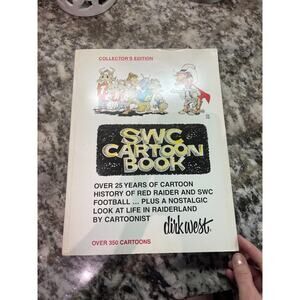 COLLECTOR'S EDITION
SWC
CARTOON
BOOK
OVER 25 YEARS OF CARTOON
HISTORY OF RED RAIDER AND SWC
FOOTBALL ... PLUS A NOSTALGIC
LOOK AT LIFE IN RAIDERLAND
BY CARTOONIST
dirk west.
OVER 350 CARTOONS